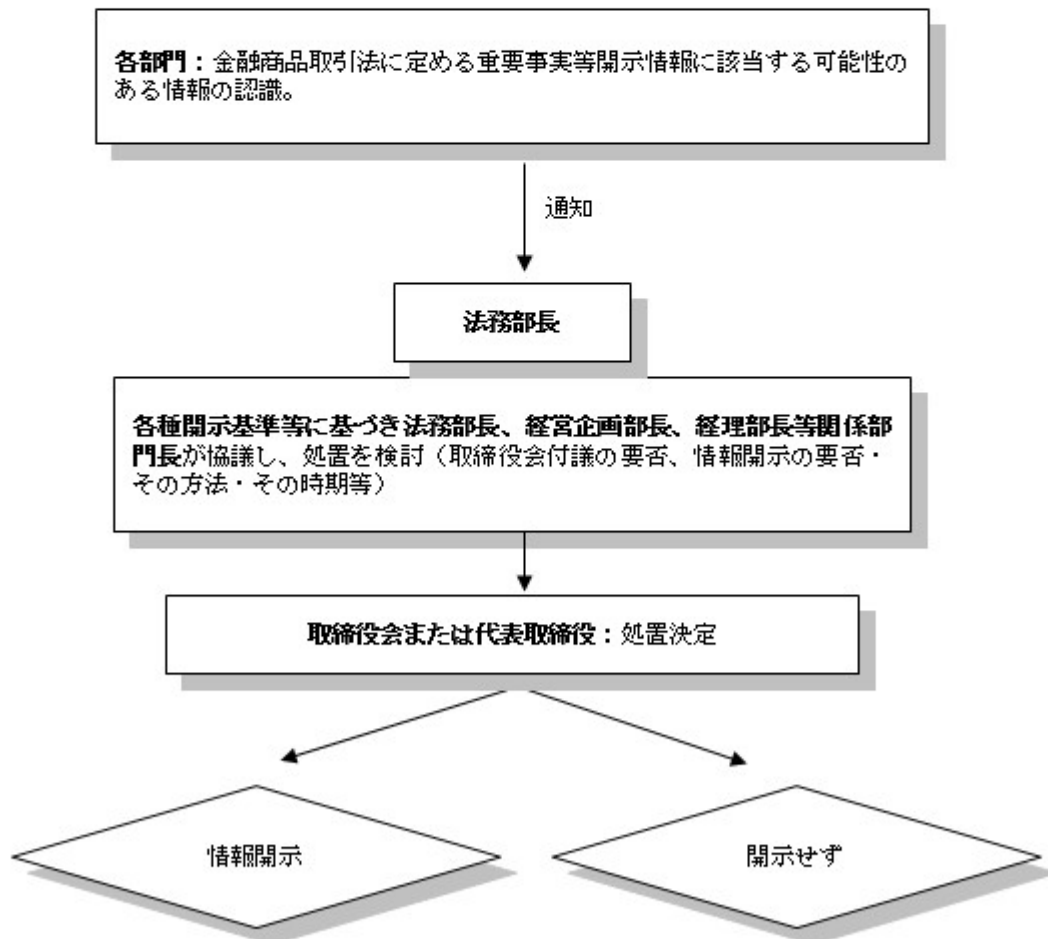 各部門：金融商品取引法に定める重要事実等開示情報に該当する可能性の
ある情報の認識。
通知
法務部長
各種開示基準等に基づき法務部長、経営企画部長、経理部長等関係部
門長が協議し、処置を検討（取締役会付議の要否、情報開示の要否・
その方法・その時期等）
取締役会または代表取締役：処置決定
情報開示
開示せず